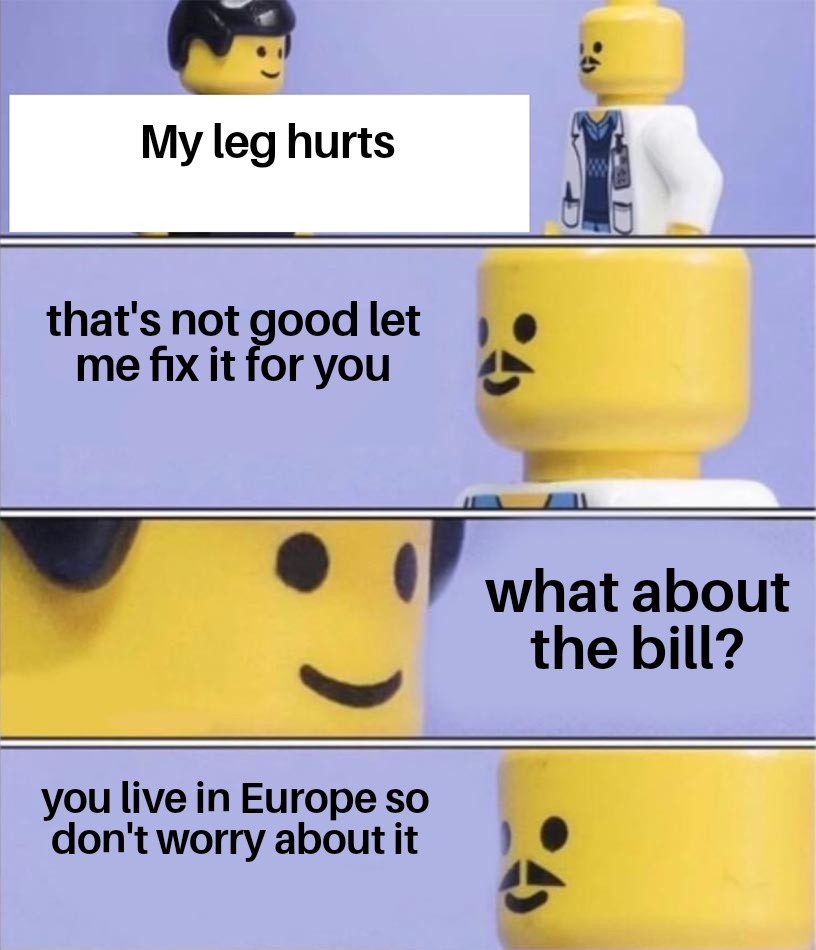 My leg hurts
that's not good let
me fix it for you
what about
the bill?
you live in Europe so
don't worry about it